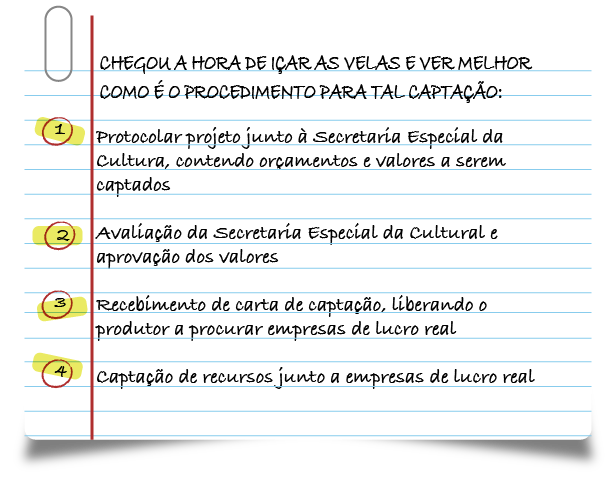 CHEGOU A HORA DE IÇAR AS VELAS E VER MELHOR
COMO É O PROCEDIMENTO PARA TAL CAPTAÇÃO:
1 Protocolar projeto junto à Secretaria Especial da
Cultura, contendo orçamentos e valores a serem
captados
2 Avaliação da Secretaria Especial da Cultural e
aprovação dos valores
3 Recebimento de carta de captação, liberando o
produtor a procurar empresas de lucro real
4 Captação de recursos junto a empresas de lucro real